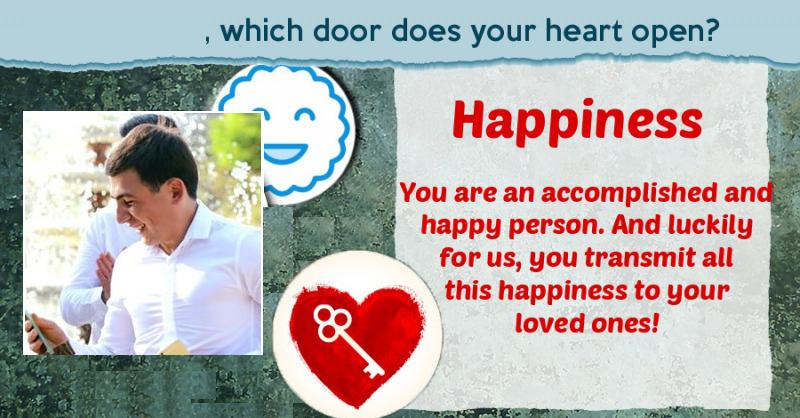 , which door does your heart open?
Happiness
You are an accomplished and
happy person. And luckily
for us, you transmit all
this happiness to your
loved ones!